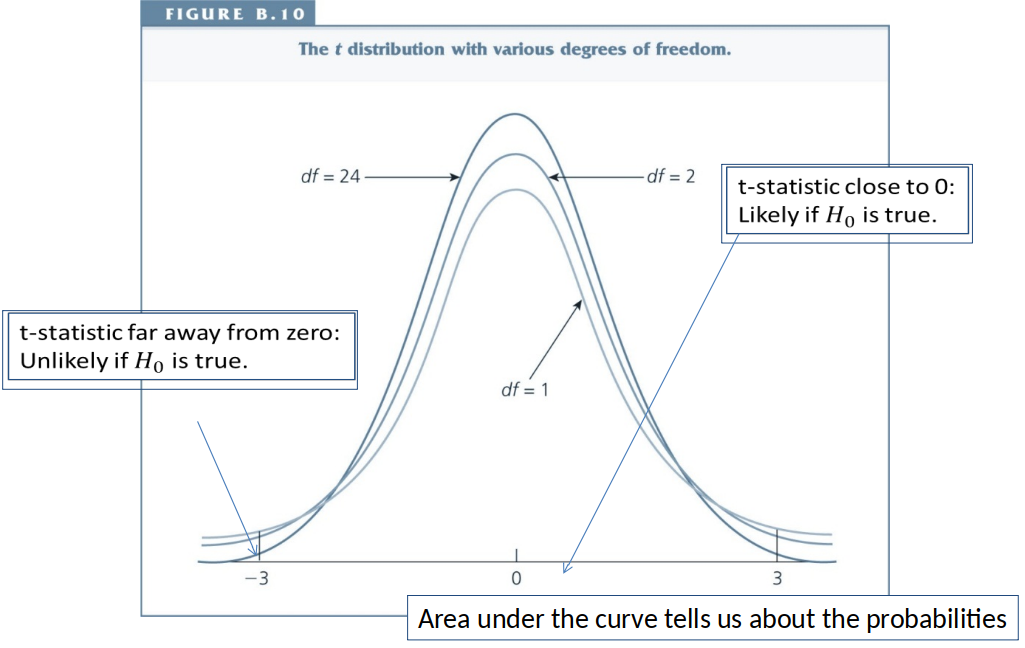 FIGURE B.10
The t distribution with various degrees of freedom.
df = 24
df = 2
t-statistic close to 0:
Likely if H₀ is true.
t-statistic far away from zero:
Unlikely if H₀ is true.
df = 1
−3
0
3
Area under the curve tells us about the probabilities